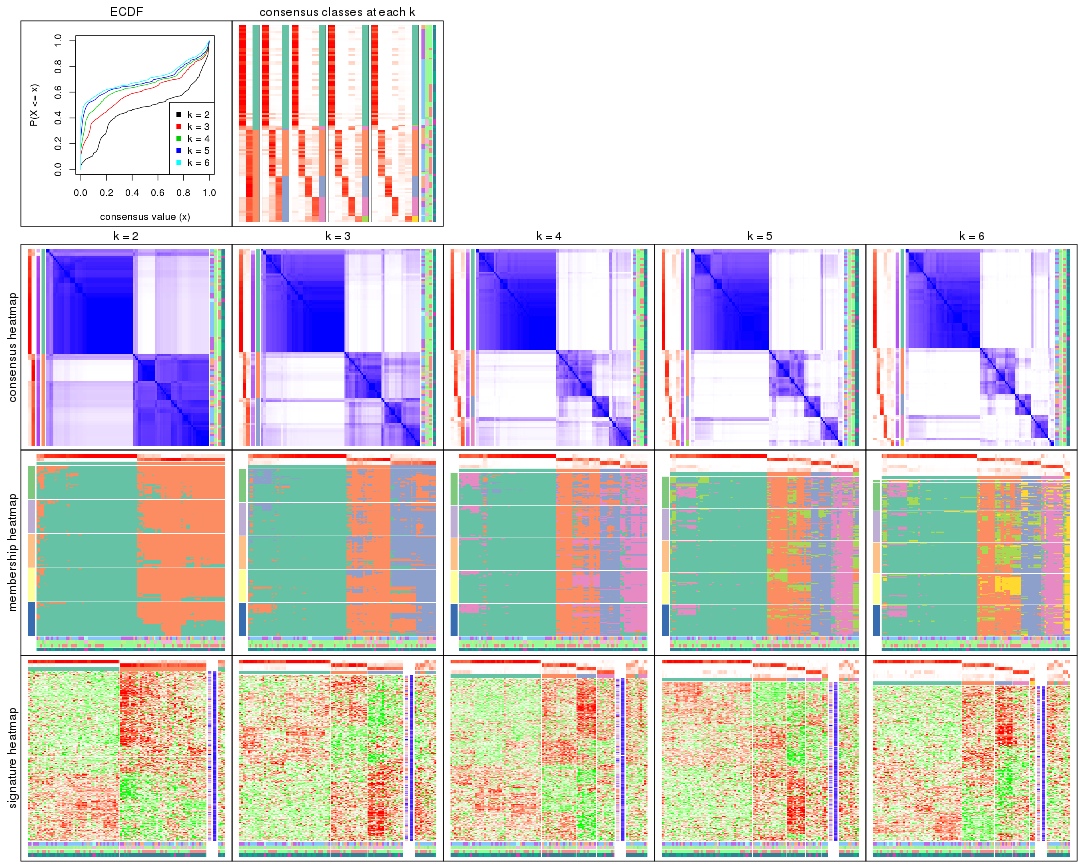 ECDF
consensus classes at each k
P(X <= x)
1.0
0.8
0.6
0.4
0.2
0.0
k = 2
k = 3
k = 4
k = 5
k = 6
0.0 0.2 0.4 0.6 0.8 1.0
consensus value (x)
k = 2
k = 3
k = 4
k = 5
k = 6
consensus heatmap
membership heatmap
signature heatmap